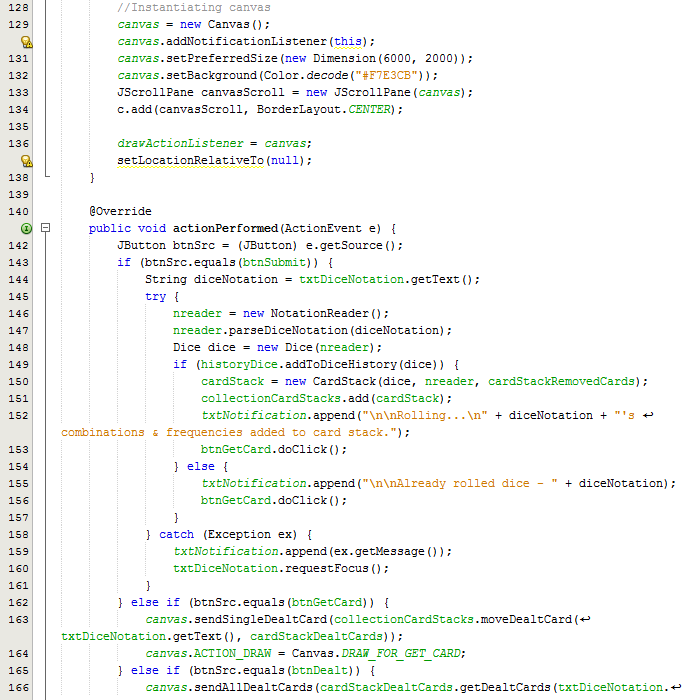 128 //Instantiating canvas
129 canvas = new Canvas();
canvas.addNotificationListener(this);
131 canvas.setPreferredSize(new Dimension(6000, 2000));
132 canvas.setBackground(Color.decode("#F7E3CB"));
133 JScrollPane canvasScroll = new JScrollPane(canvas);
134 c.add(canvasScroll, BorderLayout.CENTER);
135
136 drawActionListener = canvas;
setLocationRelativeTo(null);
138 }
139
140 @Override
public void actionPerformed(ActionEvent e) {
142 JButton btnSrc = (JButton) e.getSource();
143 if (btnSrc.equals(btnSubmit)) {
144 String diceNotation = txtDiceNotation.getText();
145 try {
146 nreader = new NotationReader();
147 nreader.parseDiceNotation(diceNotation);
148 Dice dice = new Dice(nreader);
149 if (historyDice.addToDiceHistory(dice)) {
150 cardStack = new CardStack(dice, nreader, cardStackRemovedCards);
151 collectionCardStacks.add(cardStack);
152 txtNotification.append("\n\nRolling...\n" + diceNotation + "'s ↩
combinations & frequencies added to card stack.");
153 btnGetCard.doClick();
154 } else {
155 txtNotification.append("\n\nAlready rolled dice - " + diceNotation);
156 btnGetCard.doClick();
157 }
158 } catch (Exception ex) {
159 txtNotification.append(ex.getMessage());
160 txtDiceNotation.requestFocus();
161 }
162 } else if (btnSrc.equals(btnGetCard)) {
163 canvas.sendSingleDealtCard(collectionCardStacks.moveDealtCard(↩
txtDiceNotation.getText(), cardStackDealtCards));
164 canvas.ACTION_DRAW = Canvas.DRAW_FOR_GET_CARD;
165 } else if (btnSrc.equals(btnDealt)) {
166 canvas.sendAllDealtCards(cardStackDealtCards.getDealtCards(txtDiceNotation.↩